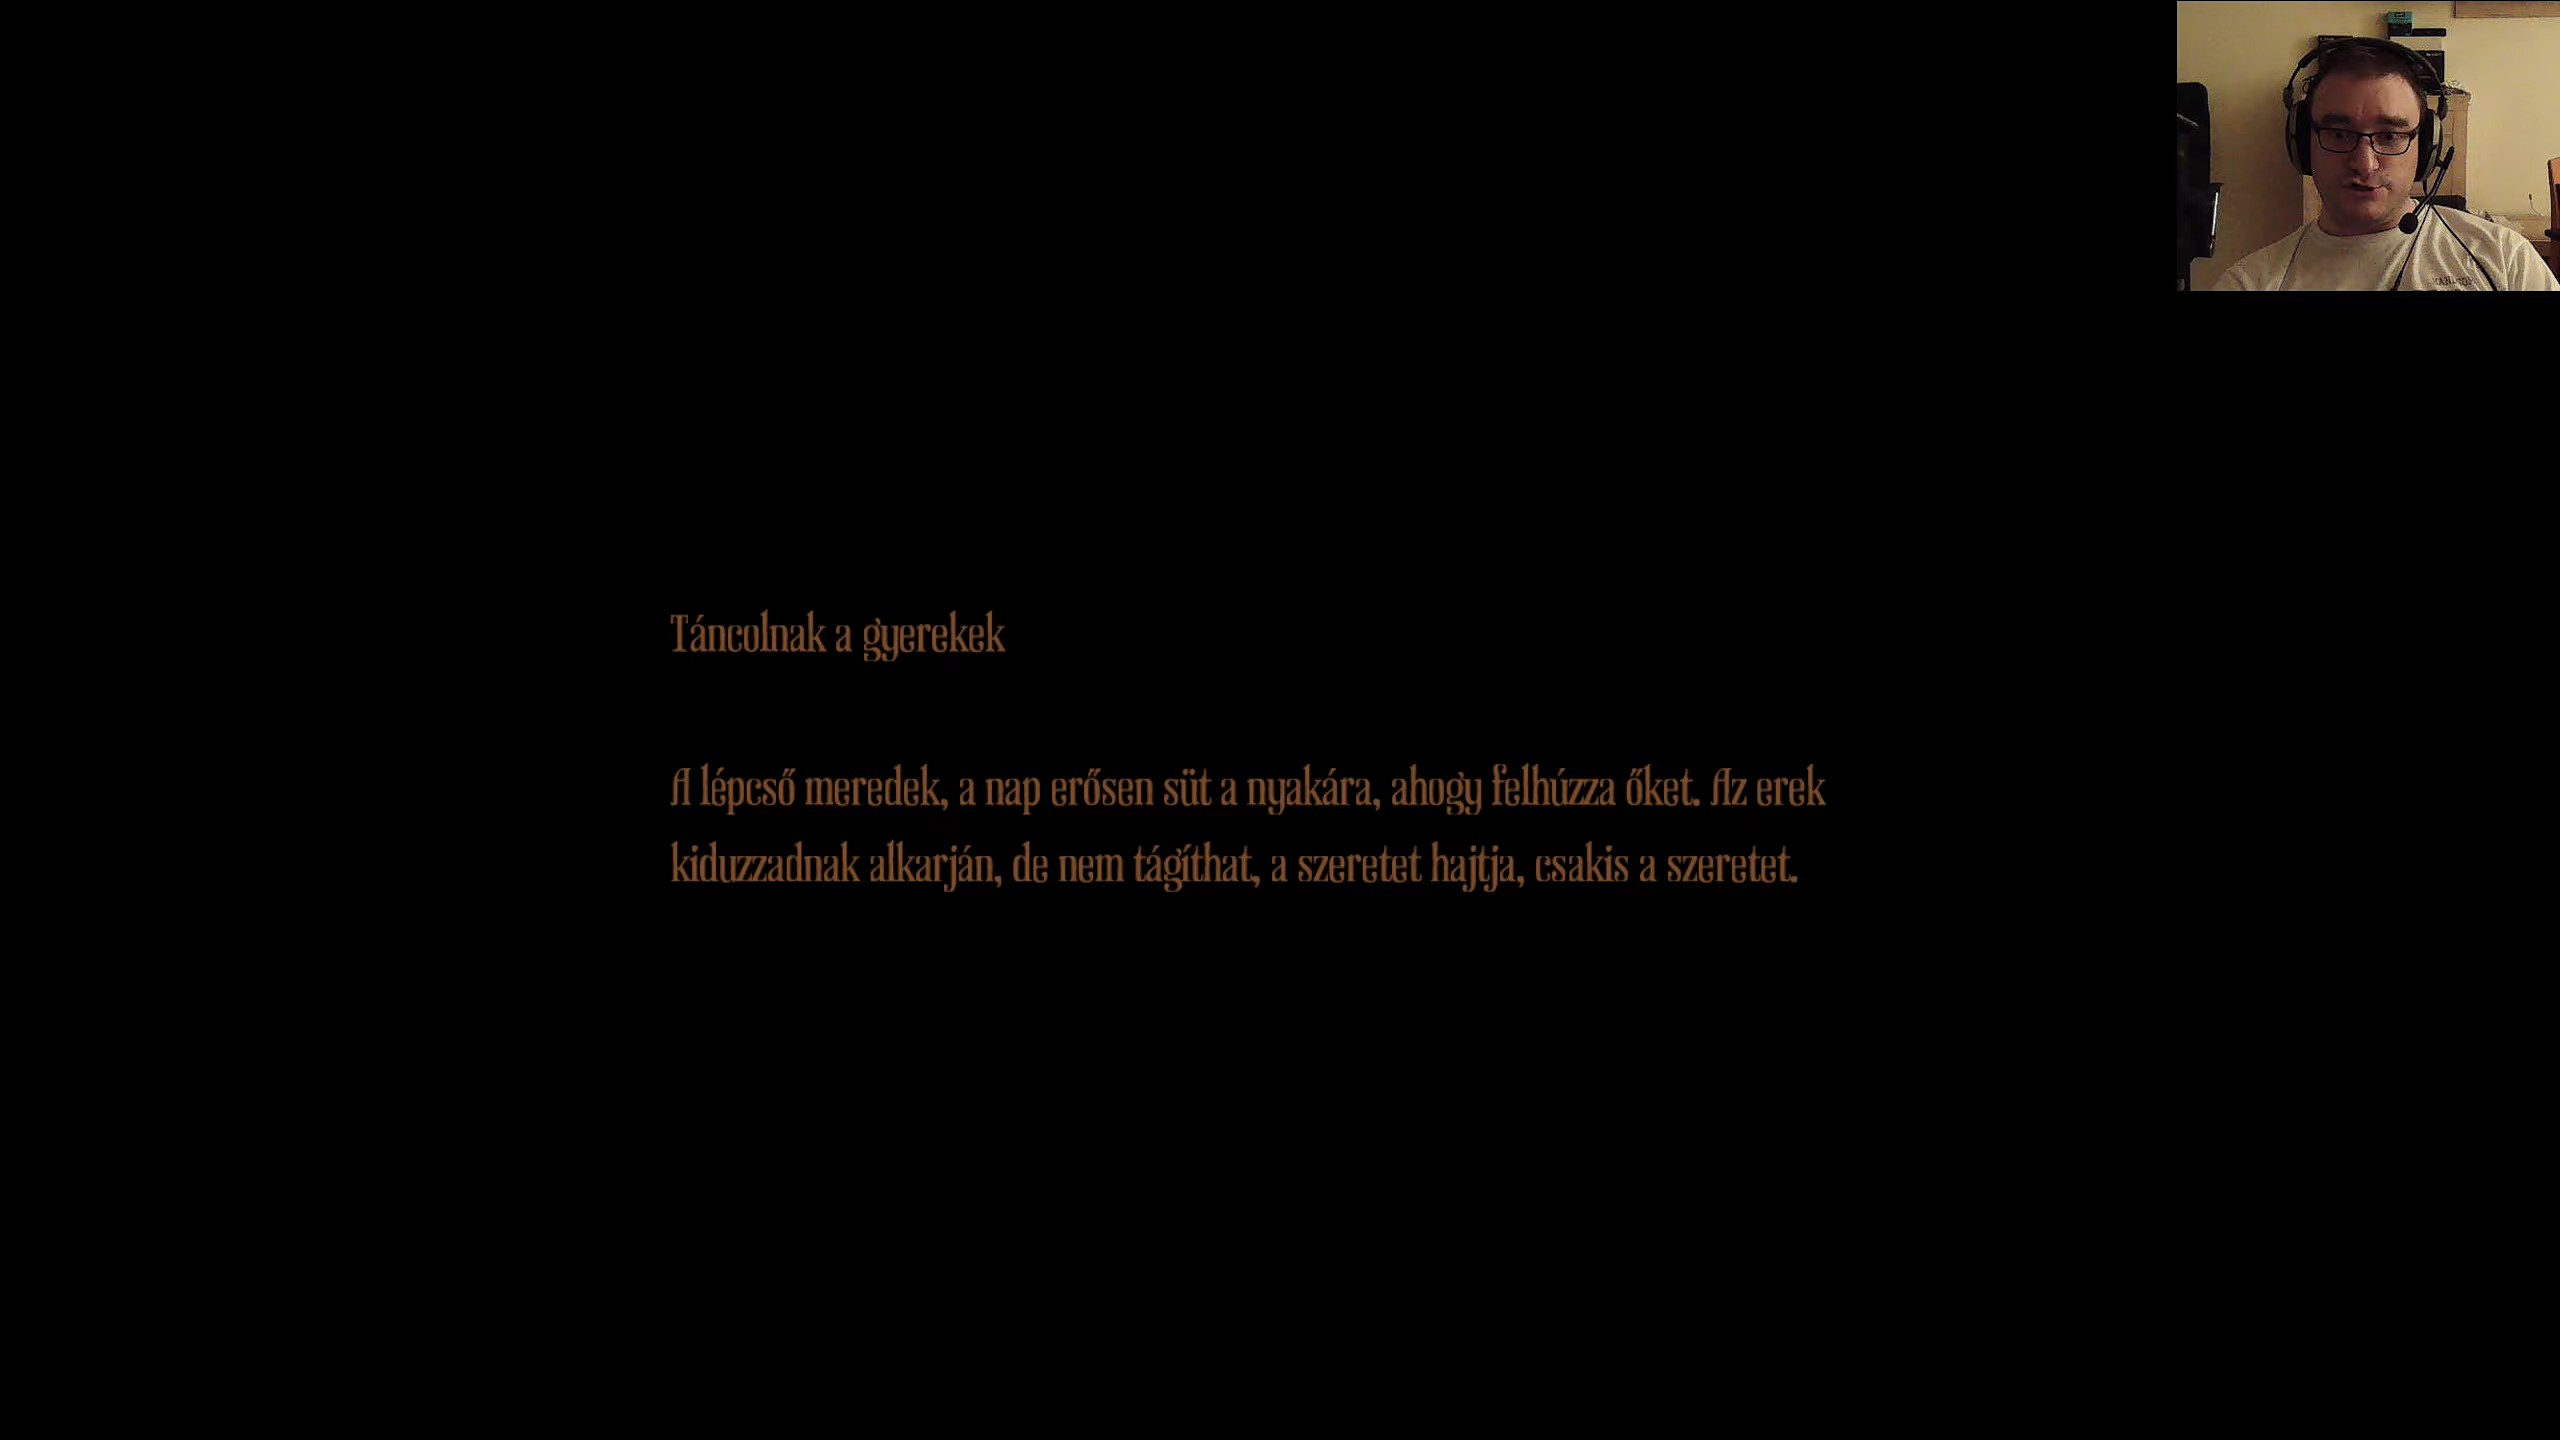 Táncolnak a gyerekek
A lépcső meredek, a nap erősen süt a nyakára, ahogy felhúzza őket. Az erek
kiduzzadnak alkarján, de nem tágíthat, a szeretet hajtja, csakis a szeretet.